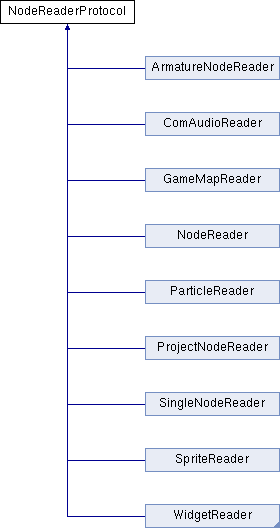 NodeReaderProtocol
ArmatureNodeReader
ComAudioReader
GameMapReader
NodeReader
ParticleReader
ProjectNodeReader
SingleNodeReader
SpriteReader
WidgetReader